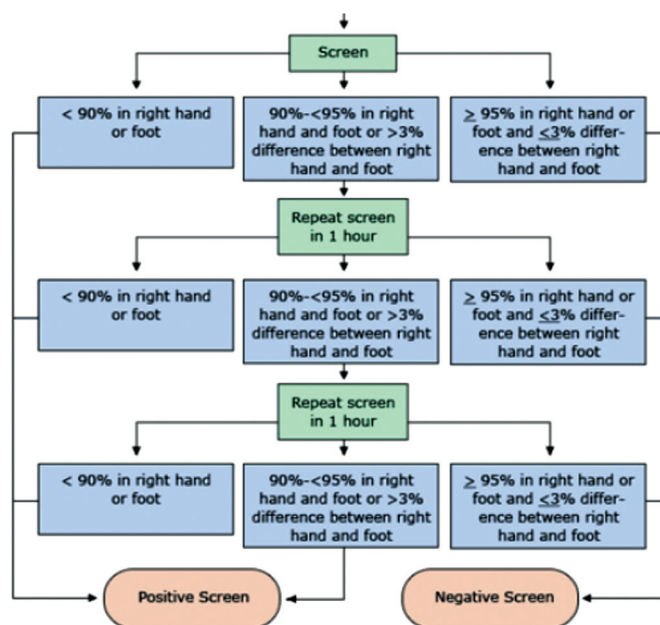 Screen
< 90% in right hand
or foot
90%-<95% in right
hand and foot or >3%
difference between right
hand and foot
≥ 95% in right hand or
foot and ≤3% differ-
ence between right
hand and foot
Repeat screen
in 1 hour
< 90% in right hand
or foot
90%-<95% in right
hand and foot or >3%
difference between right
hand and foot
≥ 95% in right hand or
foot and ≤3% differ-
ence between right
hand and foot
Repeat screen
in 1 hour
< 90% in right hand
or foot
90%-<95% in right
hand and foot or >3%
difference between right
hand and foot
≥ 95% in right hand or
foot and ≤3% differ-
ence between right
hand and foot
Positive Screen
Negative Screen